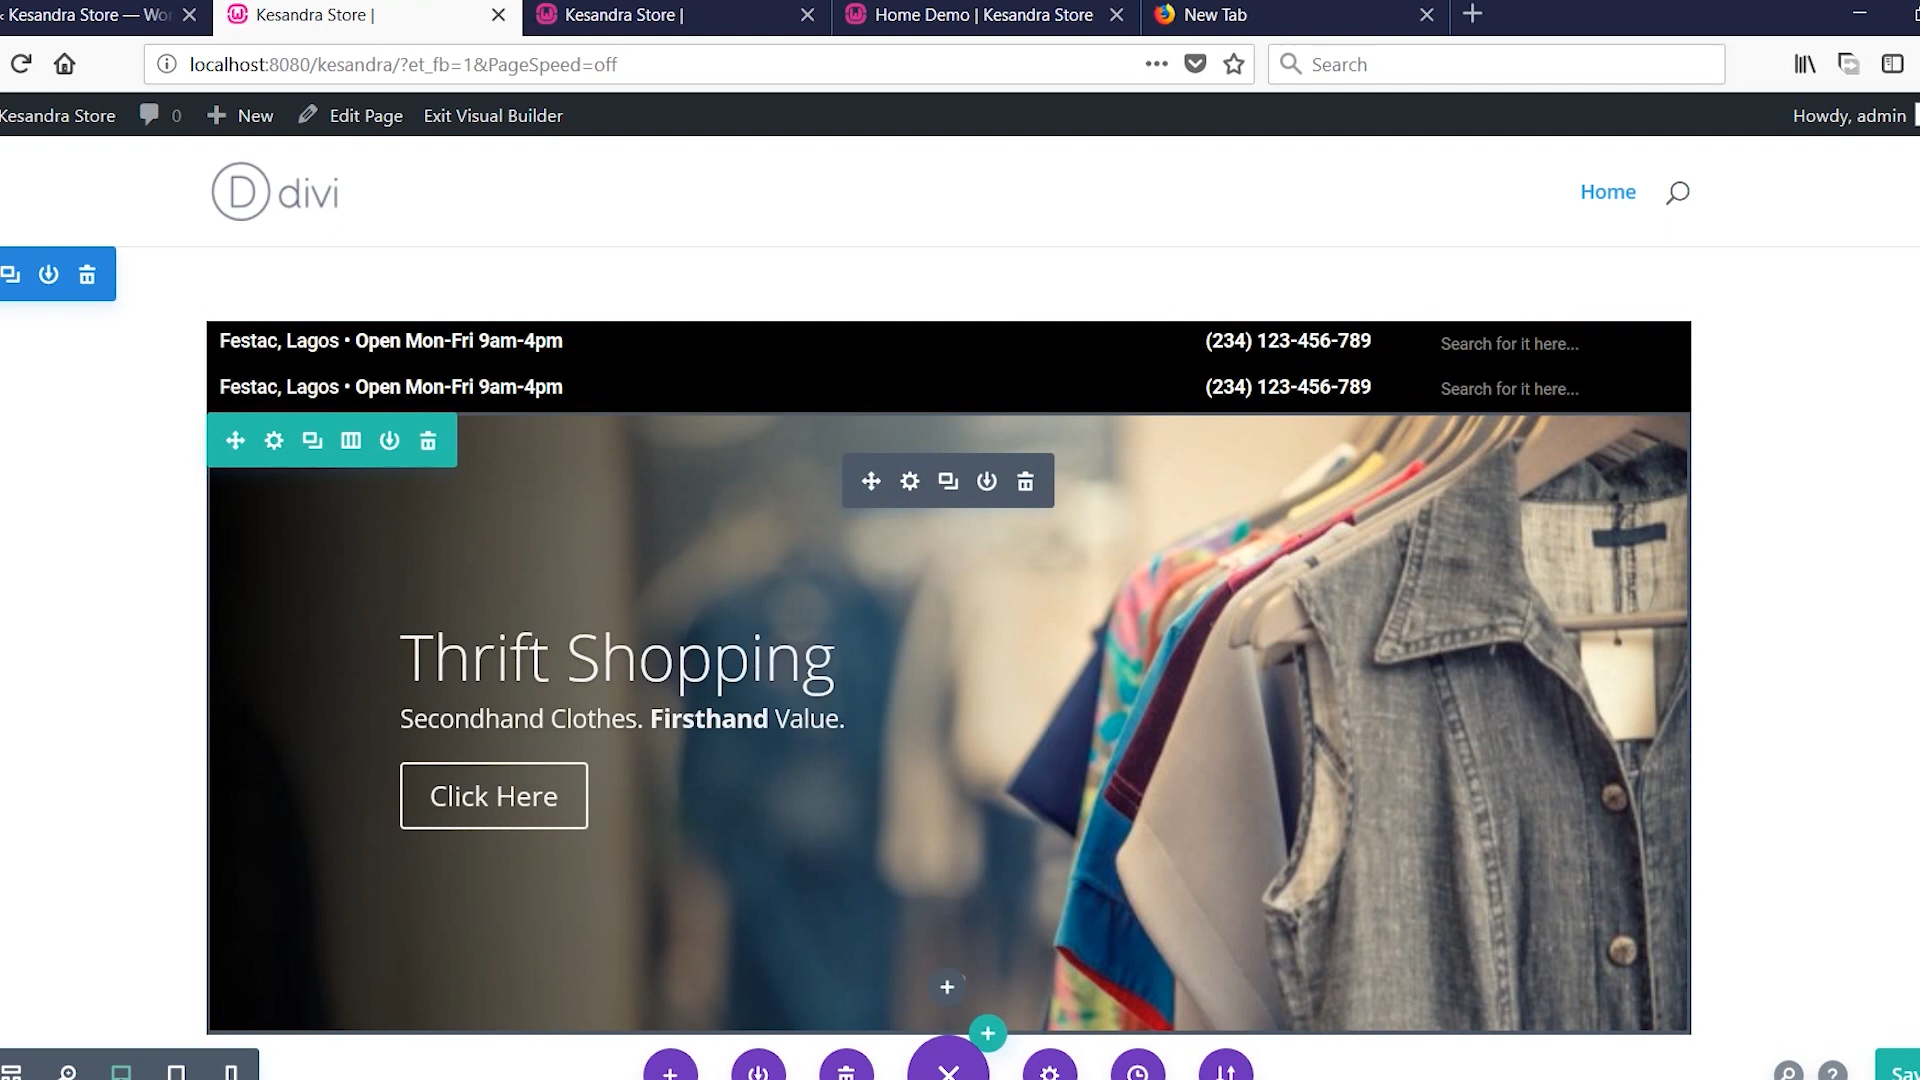 Kesandra Store — Wo
Kesandra Store |
Kesandra Store |
Home Demo | Kesandra Store
New Tab
localhost:8080/kesandra/?et_fb=1&PageSpeed=off
Search
Kesandra Store
0
New
Edit Page
Exit Visual Builder
Howdy, admin
D divi
Home
Festac, Lagos • Open Mon-Fri 9am-4pm
(234) 123-456-789
Search for it here...
Festac, Lagos • Open Mon-Fri 9am-4pm
(234) 123-456-789
Search for it here...
Thrift Shopping
Secondhand Clothes. Firsthand Value.
Click Here
Sav